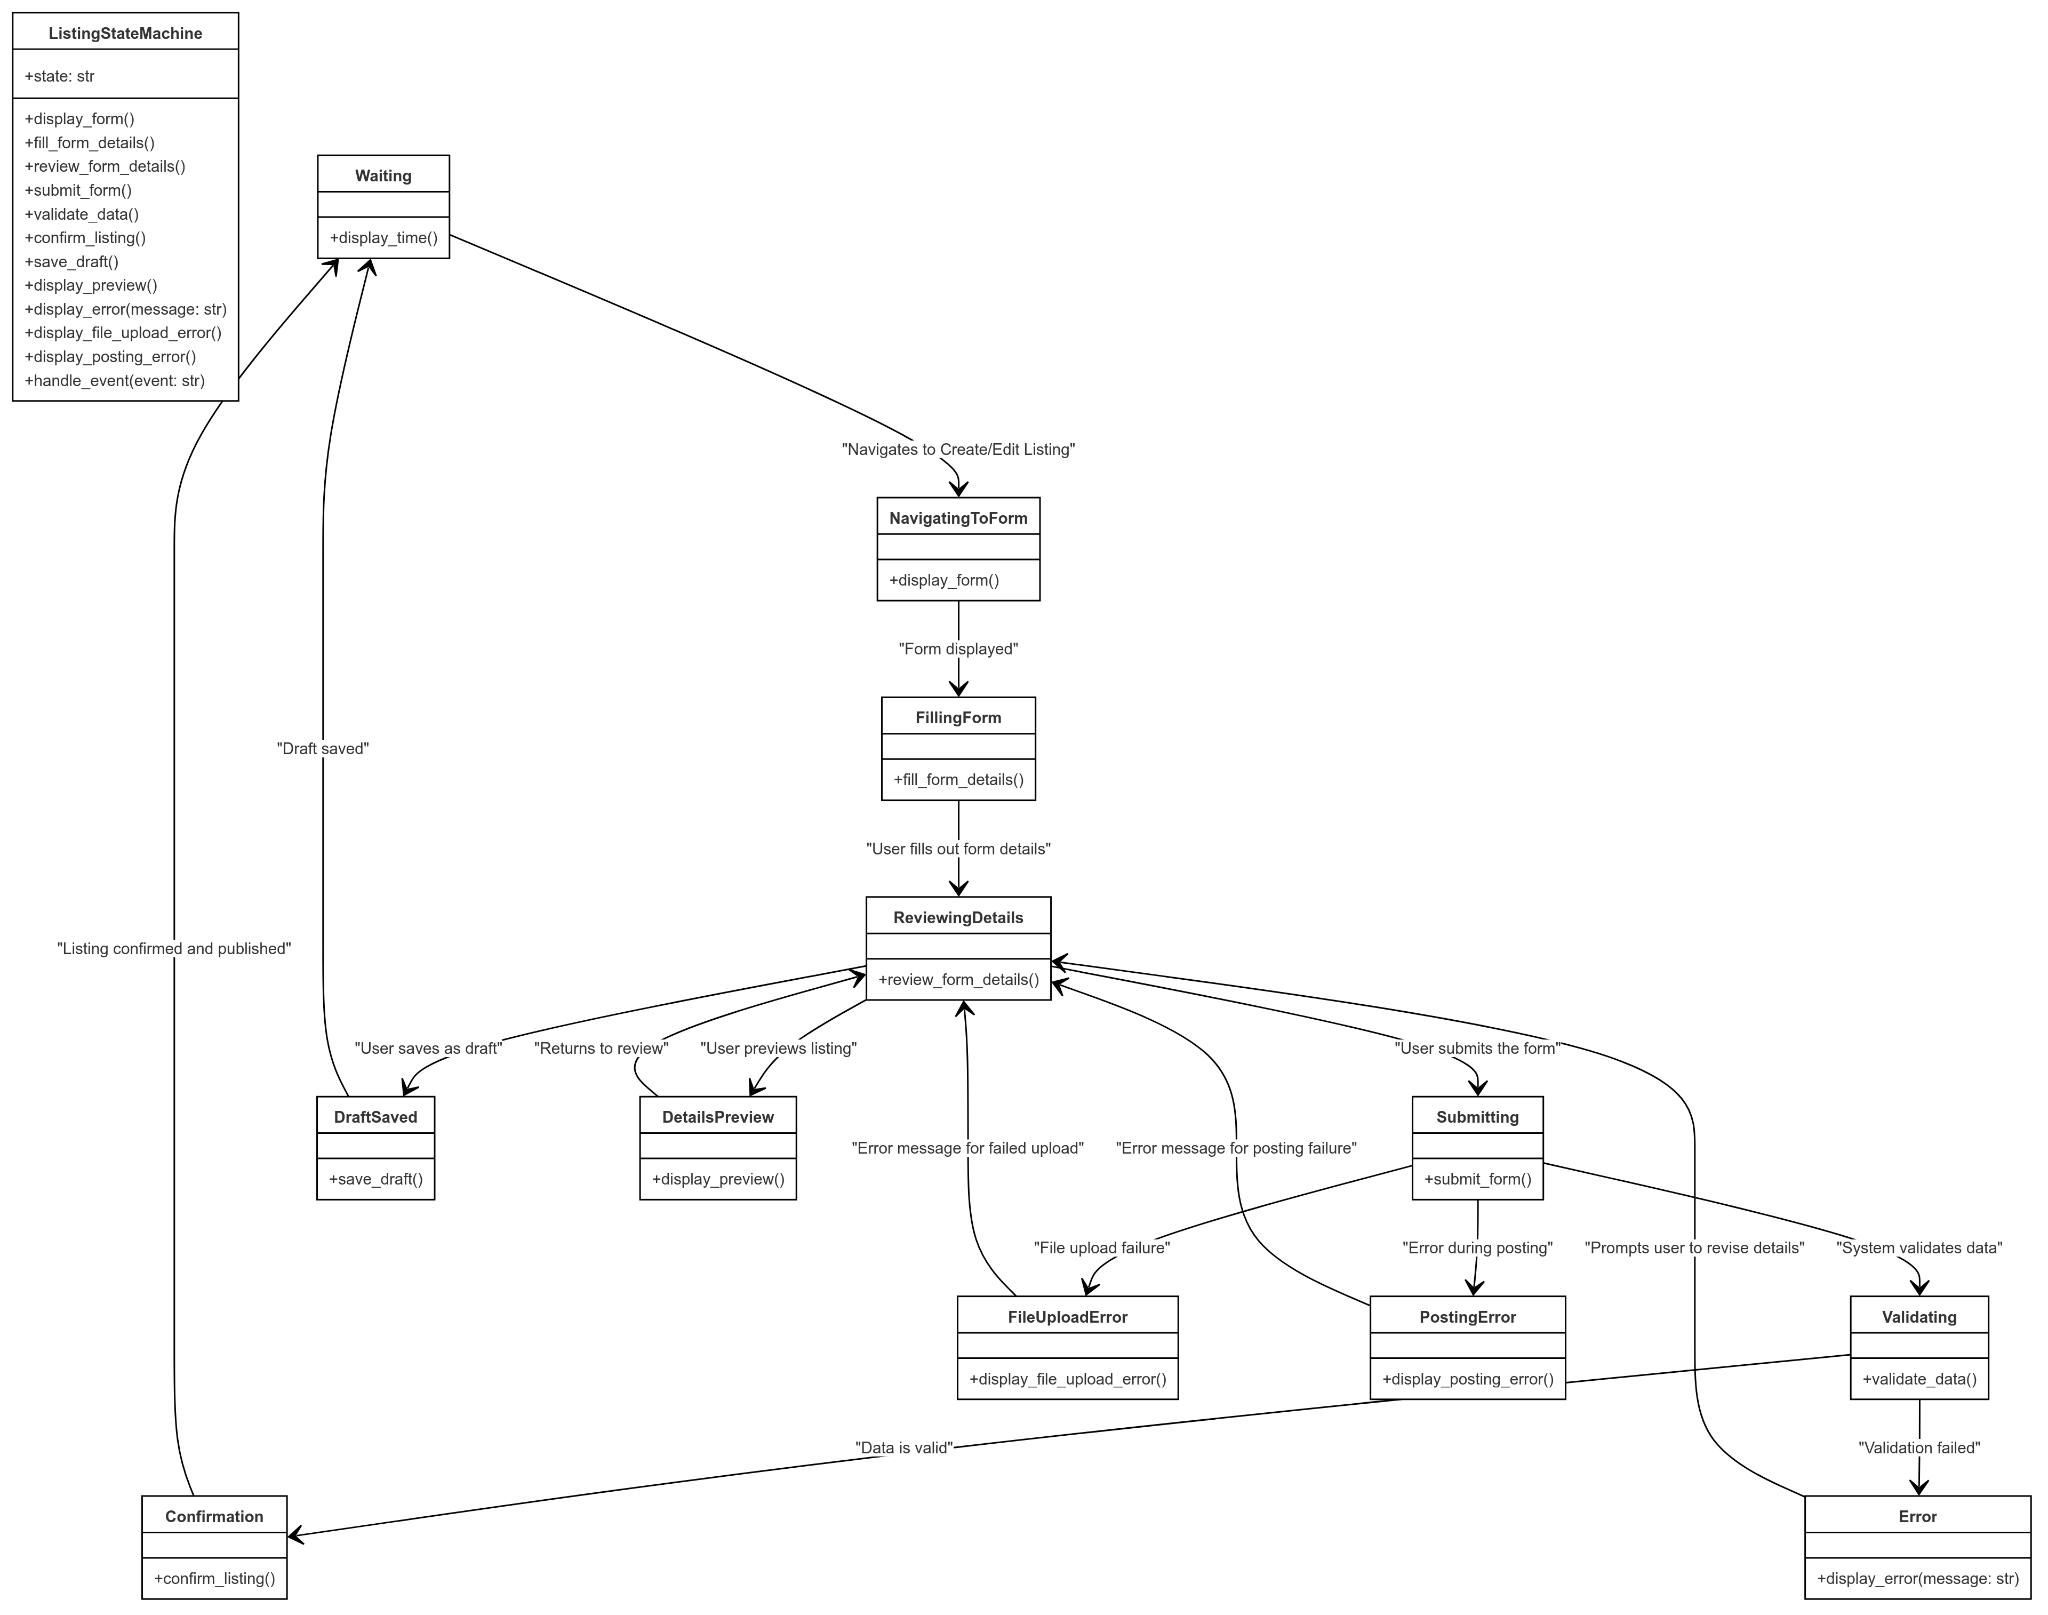 ListingStateMachine
+state: str
+display_form()
+fill_form_details()
+review_form_details()
+submit_form()
+validate_data()
+confirm_listing()
+save_draft()
+display_preview()
+display_error(message: str)
+display_file_upload_error()
+display_posting_error()
+handle_event(event: str)
Waiting
+display_time()
"Navigates to Create/Edit Listing"
NavigatingToForm
+display_form()
"Form displayed"
FillingForm
+fill_form_details()
"Draft saved"
"User fills out form details"
ReviewingDetails
+review_form_details()
"Listing confirmed and published"
"User saves as draft"
"Returns to review"
"User previews listing"
"User submits the form"
DraftSaved
+save_draft()
DetailsPreview
+display_preview()
"Error message for failed upload"
"Error message for posting failure"
Submitting
+submit_form()
"File upload failure"
"Error during posting"
"Prompts user to revise details"
"System validates data"
FileUploadError
+display_file_upload_error()
PostingError
+display_posting_error()
Validating
+validate_data()
"Data is valid"
"Validation failed"
Confirmation
+confirm_listing()
Error
+display_error(message: str)